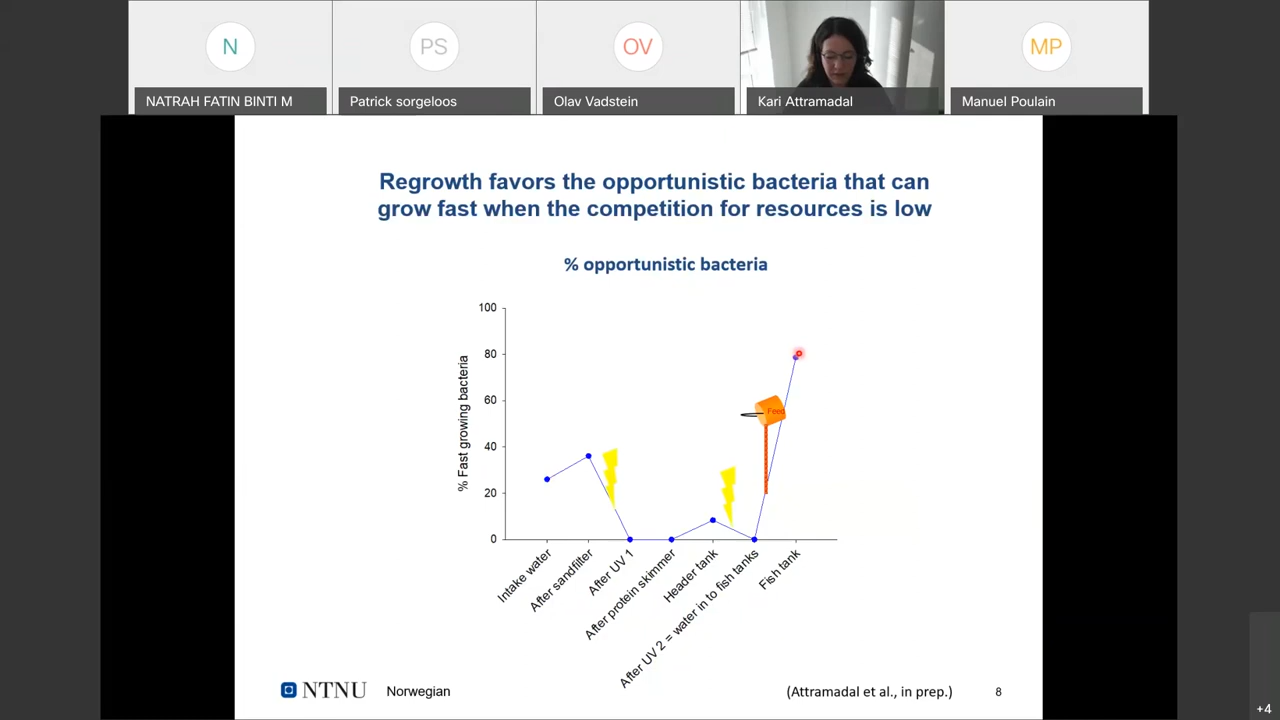 N
PS
OV
MP
NATRAH FATIN BINTI M
Patrick sorgeloos
Olav Vadstein
Kari Attramadal
Manuel Poulain
Regrowth favors the opportunistic bacteria that can
grow fast when the competition for resources is low
% opportunistic bacteria
% Fast growing bacteria
100
80
60
40
20
0
Feed
Intake water
After sandfilter
After UV 1
After protein skimmer
Header tank
After UV 2 = water in to fish tanks
Fish tank
NTNU
Norwegian
(Attramadal et al., in prep.)
8
+4